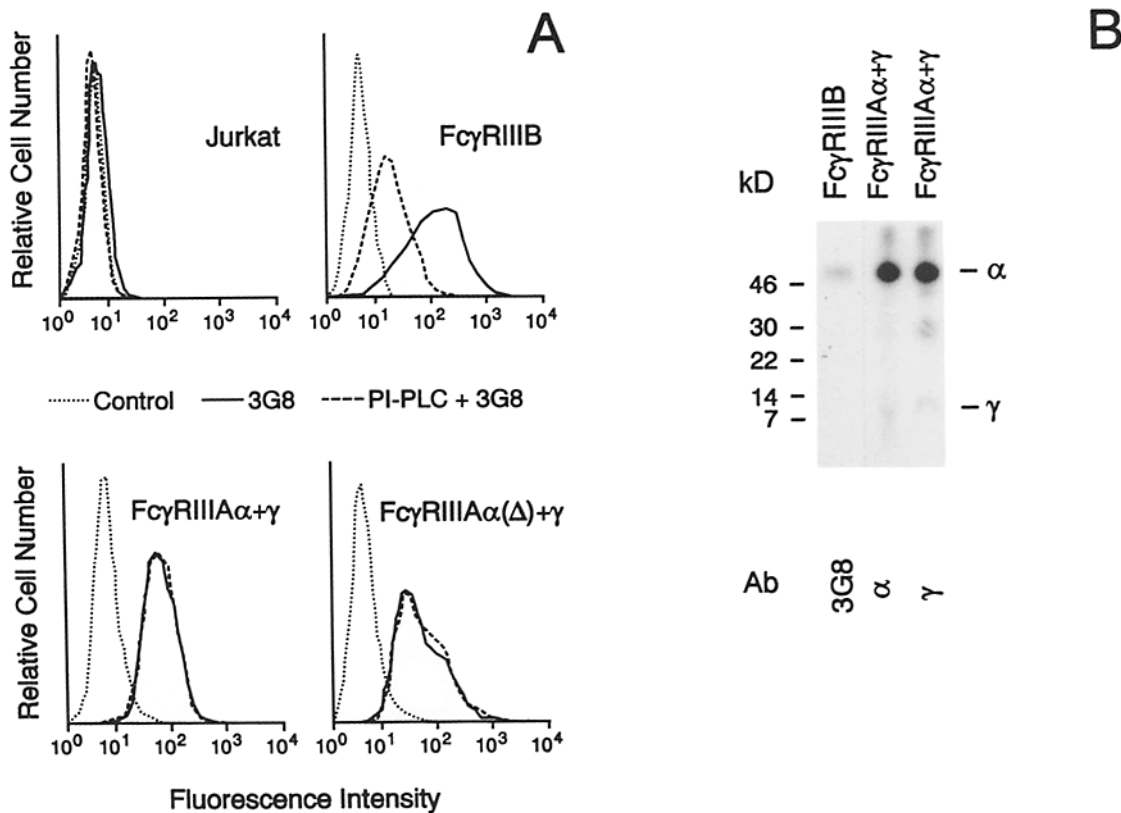 A
Relative Cell Number
Jurkat
10⁰ 10¹ 10² 10³ 10⁴
FcγRIIIB
10⁰ 10¹ 10² 10³ 10⁴
Control 3G8 PI-PLC + 3G8
Relative Cell Number
FcγRIIIAα+γ
10⁰ 10¹ 10² 10³ 10⁴
FcγRIIIAα(Δ)+γ
10⁰ 10¹ 10² 10³ 10⁴
Fluorescence Intensity
B
kD
FcγRIIIB
FcγRIIIAα+γ
FcγRIIIAα+γ
46 –
30 –
22 –
14 –
7 –
– α
– γ
Ab
3G8
α
γ